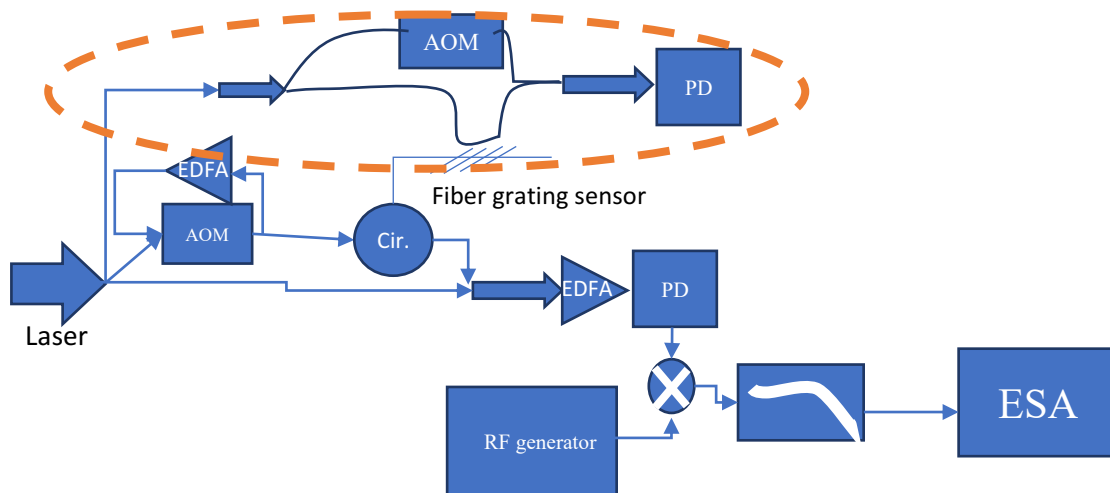 AOM
PD
EDFA
Fiber grating sensor
AOM
Cir.
EDFA
PD
Laser
ESA
RF generator